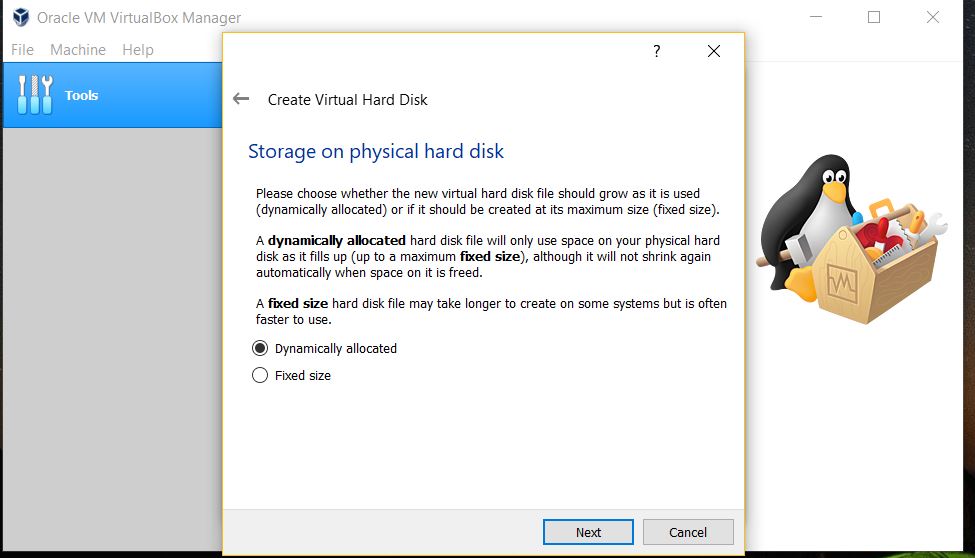 Oracle VM VirtualBox Manager
File Machine Help
Tools
?
Create Virtual Hard Disk
Storage on physical hard disk
Please choose whether the new virtual hard disk file should grow as it is used
(dynamically allocated) or if it should be created at its maximum size (fixed size).
A dynamically allocated hard disk file will only use space on your physical hard
disk as it fills up (up to a maximum fixed size), although it will not shrink again
automatically when space on it is freed.
A fixed size hard disk file may take longer to create on some systems but is often
faster to use.
Dynamically allocated
Fixed size
Next Cancel